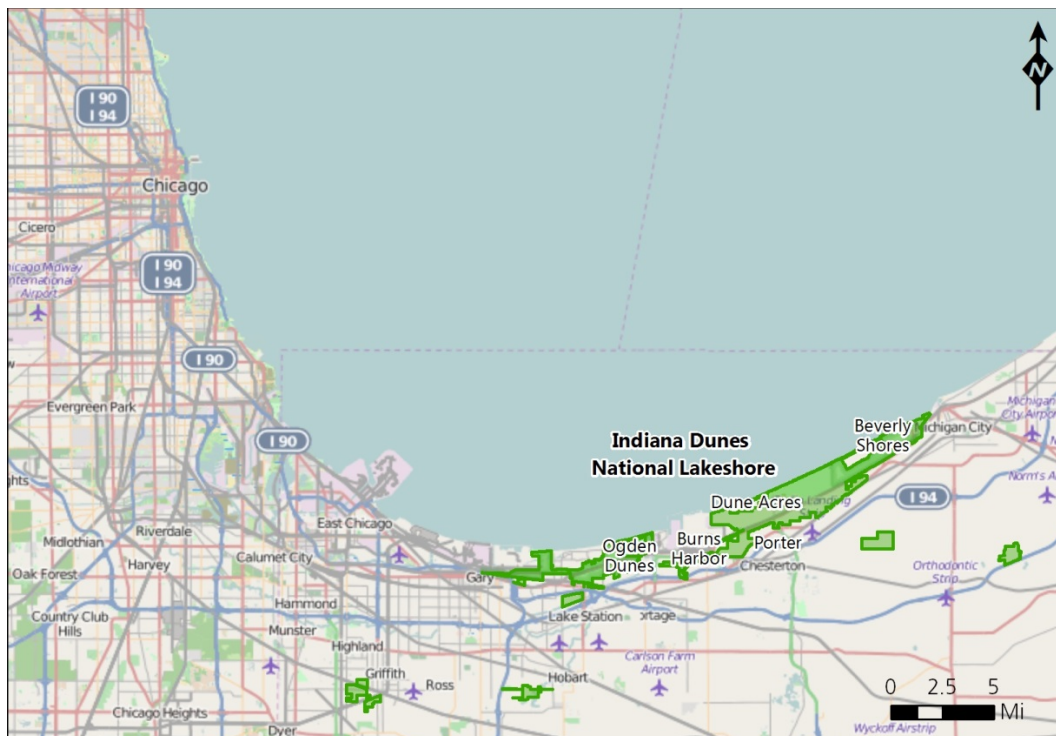 N
I 90
I 94
Chicago
Cicero
Chicago Midway
International
Airport
I 90
I 94
I 90
Evergreen Park
I 90
Indiana Dunes
National Lakeshore
Beverly
Shores
Michigan City
Michigan
City Airport
Norm's
I 94
Dune Acres
Landing
East Chicago
Riverdale
Midlothian
Harvey
Calumet City
Oak Forest
Gary
Ogden
Dunes
Burns
Harbor
Porter
Chesterton
Orthodontic
Strip
Country Club
Hills
Hammond
Munster
Highland
Lake Station
Griffith
Ross
Hobart
Carlson Farm
Airport
Chicago Heights
Dyer
Wyckoff Airstrip
0 2.5 5
Mi